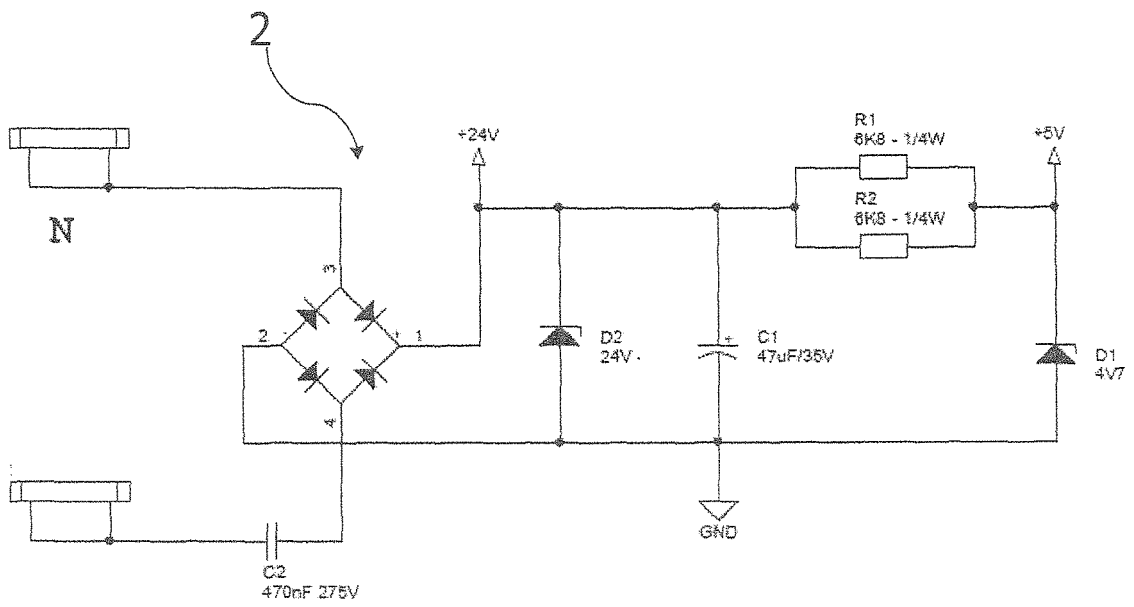 2
+24V
R1
6K8 - 1/4W
+5V
N
R2
6K8 - 1/4W
3
2
-
+
1
4
D2
24V
+
C1
47uF/35V
D1
4V7
GND
C2
470nF 275V